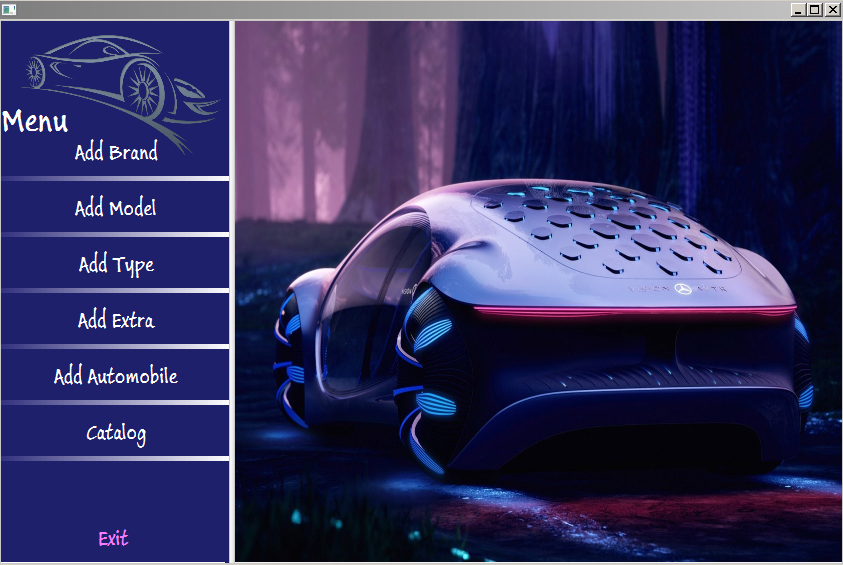 Menu
Add Brand
Add Model
Add Type
Add Extra
Add Automobile
Catalog
Exit